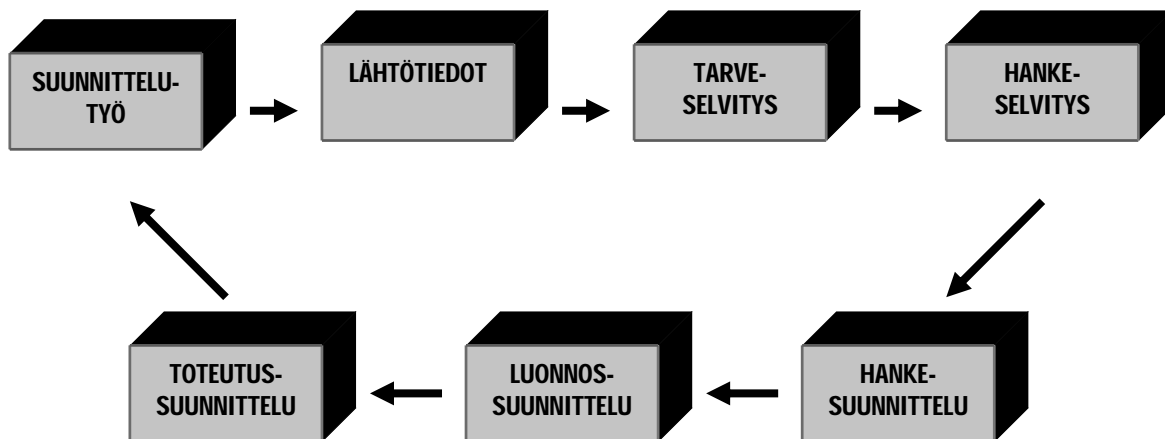 SUUNNITTELU-
TYÖ
LÄHTÖTIEDOT
TARVE-
SELVITYS
HANKE-
SELVITYS
TOTEUTUS-
SUUNNITTELU
LUONNOS-
SUUNNITTELU
HANKE-
SUUNNITTELU